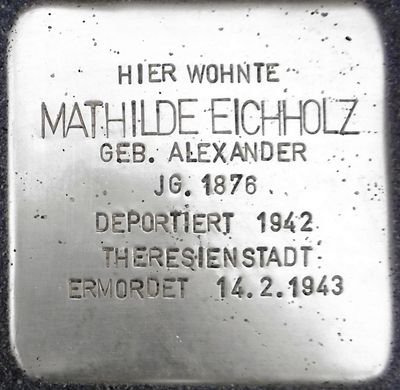 HIER WOHNTE
MATHILDE EICHHOLZ
GEB. ALEXANDER
JG. 1876
DEPORTIERT 1942
THERESIENSTADT
ERMORDET 14.2.1943